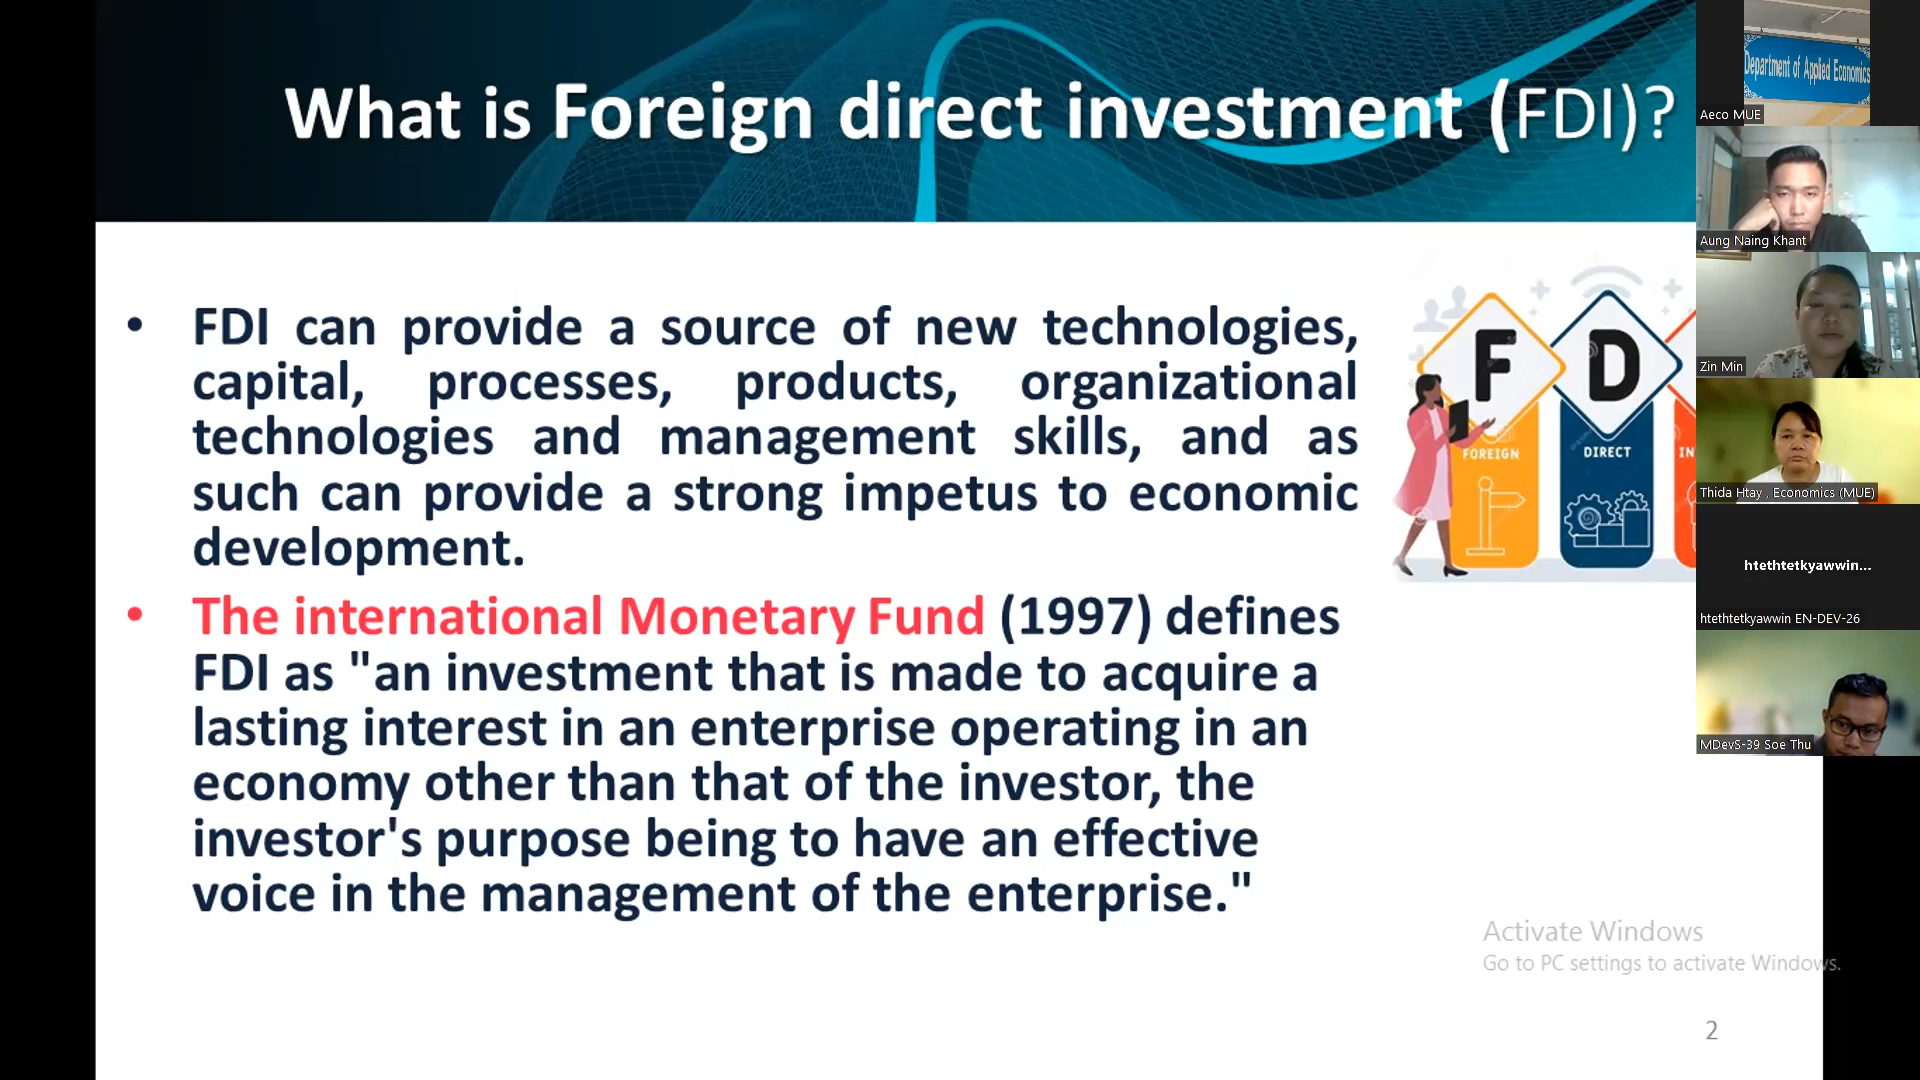 What is Foreign direct investment (FDI)?
• FDI can provide a source of new technologies,
capital, processes, products, organizational
technologies and management skills, and as
such can provide a strong impetus to economic
development.
• The international Monetary Fund (1997) defines
FDI as "an investment that is made to acquire a
lasting interest in an enterprise operating in an
economy other than that of the investor, the
investor's purpose being to have an effective
voice in the management of the enterprise."
F D
FOREIGN DIRECT IN
Activate Windows
Go to PC settings to activate Windows.
2
Department of Applied Economics
Aeco MUE
Aung Naing Khant
Zin Min
Thida Htay , Economics (MUE)
htethtetkyawwin...
htethtetkyawwin EN-DEV-26
MDevS-39 Soe Thu